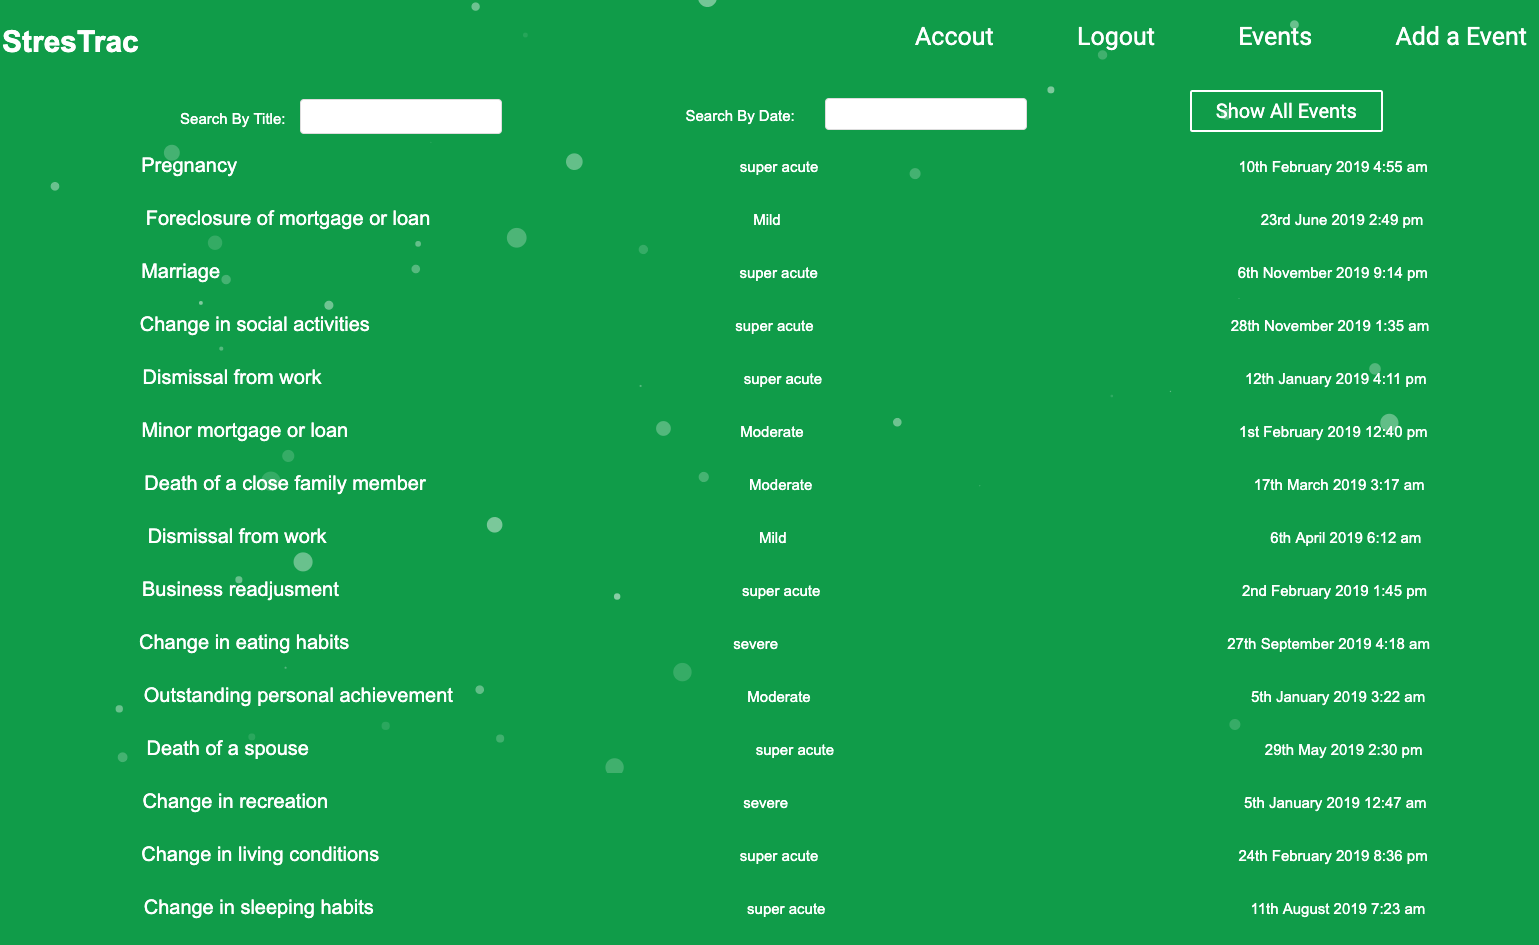 StresTrac Accout Logout Events Add a Event
Search By Title: Search By Date: Show All Events
Pregnancy super acute 10th February 2019 4:55 am
Foreclosure of mortgage or loan Mild 23rd June 2019 2:49 pm
Marriage super acute 6th November 2019 9:14 pm
Change in social activities super acute 28th November 2019 1:35 am
Dismissal from work super acute 12th January 2019 4:11 pm
Minor mortgage or loan Moderate 1st February 2019 12:40 pm
Death of a close family member Moderate 17th March 2019 3:17 am
Dismissal from work Mild 6th April 2019 6:12 am
Business readjusment super acute 2nd February 2019 1:45 pm
Change in eating habits severe 27th September 2019 4:18 am
Outstanding personal achievement Moderate 5th January 2019 3:22 am
Death of a spouse super acute 29th May 2019 2:30 pm
Change in recreation severe 5th January 2019 12:47 am
Change in living conditions super acute 24th February 2019 8:36 pm
Change in sleeping habits super acute 11th August 2019 7:23 am